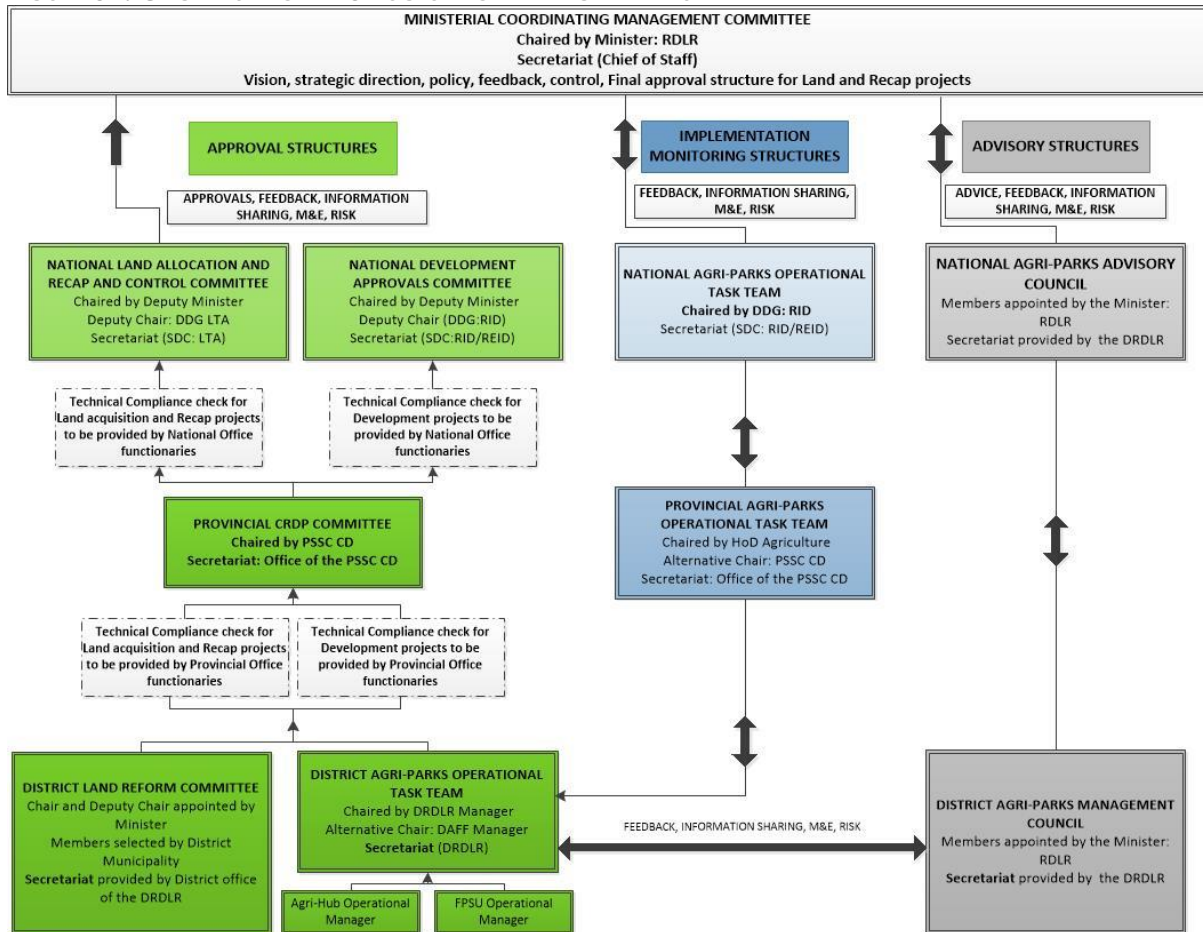 MINISTERIAL COORDINATING MANAGEMENT COMMITTEE
Chaired by Minister: RDLR
Secretariat (Chief of Staff)
Vision, strategic direction, policy, feedback, control, Final approval structure for Land and Recap projects
APPROVAL STRUCTURES
IMPLEMENTATION
MONITORING STRUCTURES
ADVISORY STRUCTURES
APPROVALS, FEEDBACK, INFORMATION
SHARING, M&E, RISK
FEEDBACK, INFORMATION SHARING,
M&E, RISK
ADVICE, FEEDBACK, INFORMATION
SHARING, M&E, RISK
NATIONAL LAND ALLOCATION AND
RECAP AND CONTROL COMMITTEE
Chaired by Deputy Minister
Deputy Chair: DDG LTA
Secretariat (SDC: LTA)
NATIONAL DEVELOPMENT
APPROVALS COMMITTEE
Chaired by Deputy Minister
Deputy Chair (DDG:RID)
Secretariat (SDC:RID/REID)
NATIONAL AGRI-PARKS OPERATIONAL
TASK TEAM
Chaired by DDG: RID
Secretariat (SDC: RID/REID)
NATIONAL AGRI-PARKS ADVISORY
COUNCIL
Members appointed by the Minister:
RDLR
Secretariat provided by the DRDLR
Technical Compliance check for
Land acquisition and Recap projects
to be provided by National Office
functionaries
Technical Compliance check for
Development projects to be
provided by National Office
functionaries
PROVINCIAL CRDP COMMITTEE
Chaired by PSSC CD
Secretariat: Office of the PSSC CD
PROVINCIAL AGRI-PARKS
OPERATIONAL TASK TEAM
Chaired by HoD Agriculture
Alternative Chair: PSSC CD
Secretariat: Office of the PSSC CD
Technical Compliance check for
Land acquisition and Recap projects
to be provided by Provincial Office
functionaries
Technical Compliance check for
Development projects to be
provided by Provincial Office
functionaries
DISTRICT LAND REFORM COMMITTEE
Chair and Deputy Chair appointed by
Minister
Members selected by District
Municipality
Secretariat provided by District office
of the DRDLR
DISTRICT AGRI-PARKS OPERATIONAL
TASK TEAM
Chaired by DRDLR Manager
Alternative Chair: DAFF Manager
Secretariat (DRDLR)
FEEDBACK, INFORMATION SHARING, M&E, RISK
DISTRICT AGRI-PARKS MANAGEMENT
COUNCIL
Members appointed by the Minister:
RDLR
Secretariat provided by the DRDLR
Agri-Hub Operational
Manager
FPSU Operational
Manager